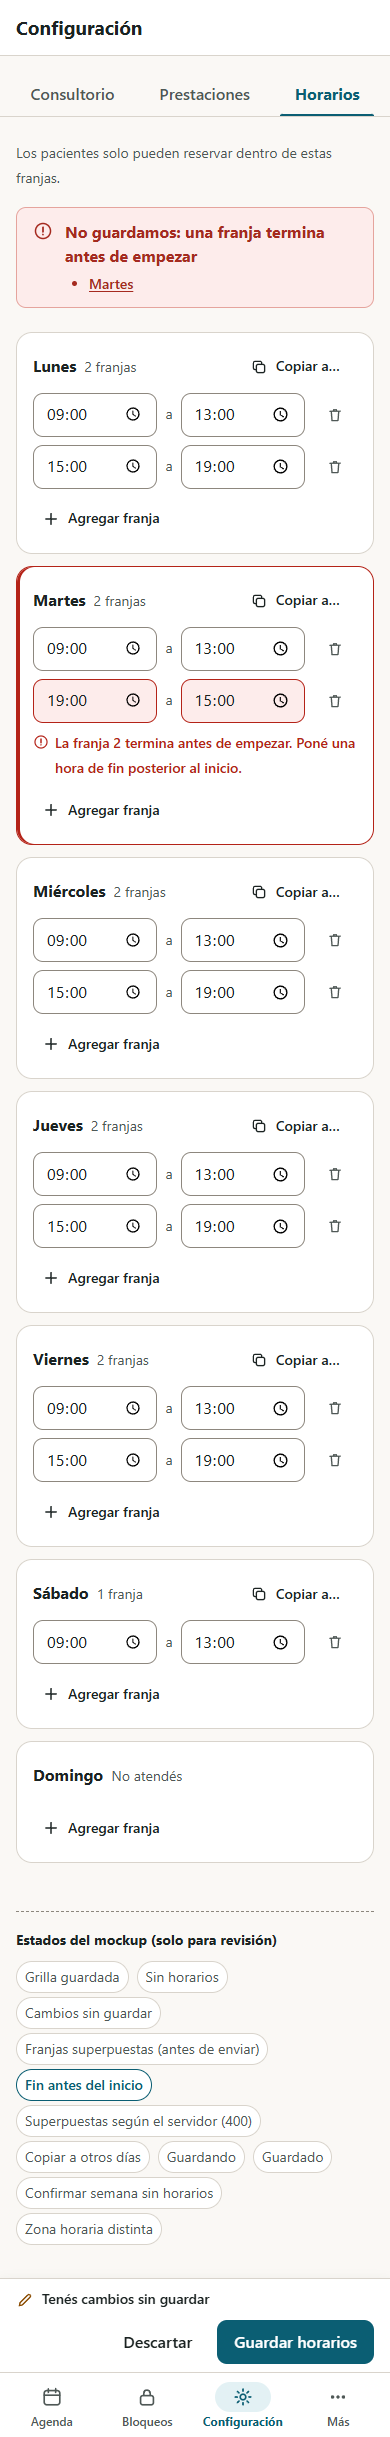 Configuración
Consultorio Prestaciones Horarios
Los pacientes solo pueden reservar dentro de estas
franjas.
No guardamos: una franja termina
antes de empezar
• Martes
Lunes 2 franjas Copiar a...
09:00 a 13:00
15:00 a 19:00
+ Agregar franja
Martes 2 franjas Copiar a...
09:00 a 13:00
19:00 a 15:00
La franja 2 termina antes de empezar. Poné una
hora de fin posterior al inicio.
+ Agregar franja
Miércoles 2 franjas Copiar a...
09:00 a 13:00
15:00 a 19:00
+ Agregar franja
Jueves 2 franjas Copiar a...
09:00 a 13:00
15:00 a 19:00
+ Agregar franja
Viernes 2 franjas Copiar a...
09:00 a 13:00
15:00 a 19:00
+ Agregar franja
Sábado 1 franja Copiar a...
09:00 a 13:00
+ Agregar franja
Domingo No atendés
+ Agregar franja
Estados del mockup (solo para revisión)
Grilla guardada Sin horarios
Cambios sin guardar
Franjas superpuestas (antes de enviar)
Fin antes del inicio
Superpuestas según el servidor (400)
Copiar a otros días Guardando Guardado
Confirmar semana sin horarios
Zona horaria distinta
Tenés cambios sin guardar
Descartar Guardar horarios
Agenda Bloqueos Configuración Más